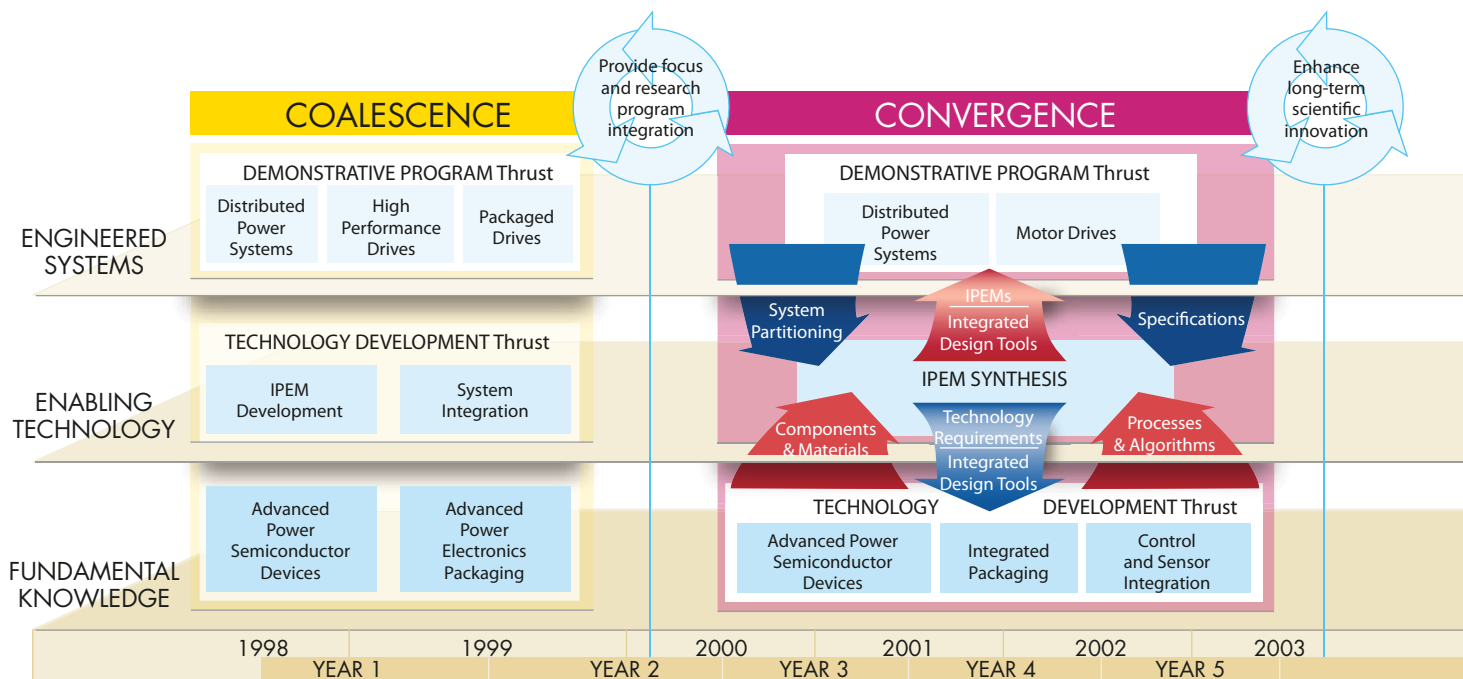 Provide focus
and research
program
integration
Enhance
long-term
scientific
innovation
COALESCENCE
CONVERGENCE
ENGINEERED
SYSTEMS
DEMONSTRATIVE PROGRAM Thrust
Distributed
Power
Systems
High
Performance
Drives
Packaged
Drives
DEMONSTRATIVE PROGRAM Thrust
Distributed
Power
Systems
Motor Drives
System
Partitioning
IPEMs
Integrated
Design Tools
Specifications
ENABLING
TECHNOLOGY
TECHNOLOGY DEVELOPMENT Thrust
IPEM
Development
System
Integration
IPEM SYNTHESIS
Components
& Materials
Technology
Requirements
Integrated
Design Tools
Processes
& Algorithms
FUNDAMENTAL
KNOWLEDGE
Advanced
Power
Semiconductor
Devices
Advanced
Power
Electronics
Packaging
TECHNOLOGY DEVELOPMENT Thrust
Advanced Power
Semiconductor
Devices
Integrated
Packaging
Control
and Sensor
Integration
1998 1999 2000 2001 2002 2003
YEAR 1 YEAR 2 YEAR 3 YEAR 4 YEAR 5